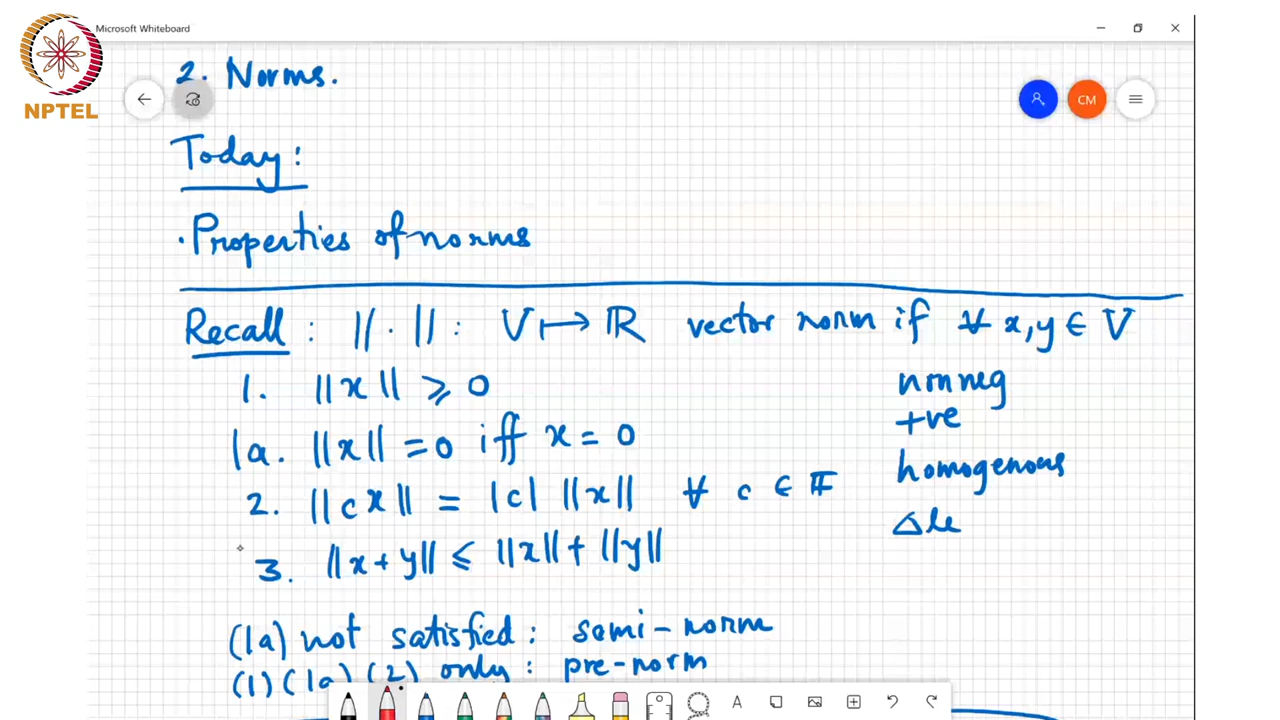 Microsoft Whiteboard
NPTEL
2. Norms.
CM
Today:
· Properties of norms
Recall : ||·|| : V ↦ ℝ vector norm if ∀ x, y ∈ V
1. ||x|| ⩾ 0 nonneg
1a. ||x|| = 0 iff x = 0 +ve
2. ||cx|| = |c| ||x|| ∀ c ∈ 𝔽 homogenous
3. ||x + y|| ⩽ ||x|| + ||y|| Δle
(1a) not satisfied : semi-norm
(1) (1a) (2) only : pre-norm
A